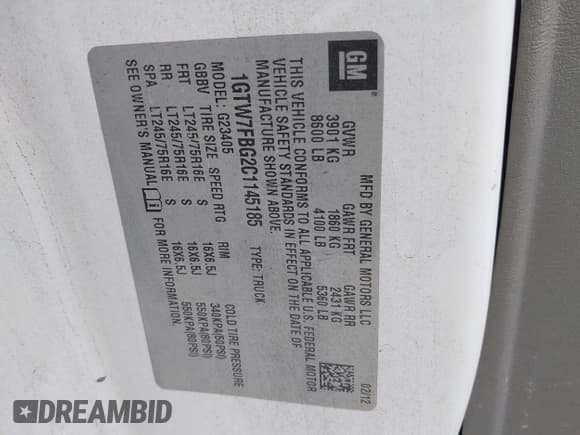 GM
MFD BY GENERAL MOTORS LLC 02/12
GVWR GAWR FRT GAWR RR
3901 KG 1860 KG 2431 KG
8600 LB 4100 LB 5360 LB
THIS VEHICLE CONFORMS TO ALL APPLICABLE U.S. FEDERAL MOTOR
VEHICLE SAFETY STANDARDS IN EFFECT ON THE DATE OF
MANUFACTURE SHOWN ABOVE.
1GTW7FBG2C1145185 TYPE: TRUCK
MODEL: G23405
GBBV TIRE SIZE SPEED RTG RIM COLD TIRE PRESSURE
FRT LT245/75R16E S 16X6.5J 340KPA(50PSI)
RR LT245/75R16E S 16X6.5J 550KPA(80PSI)
SPA LT245/75R16E S 16X6.5J 550KPA(80PSI)
SEE OWNER'S MANUAL FOR MORE INFORMATION.
DREAMBID